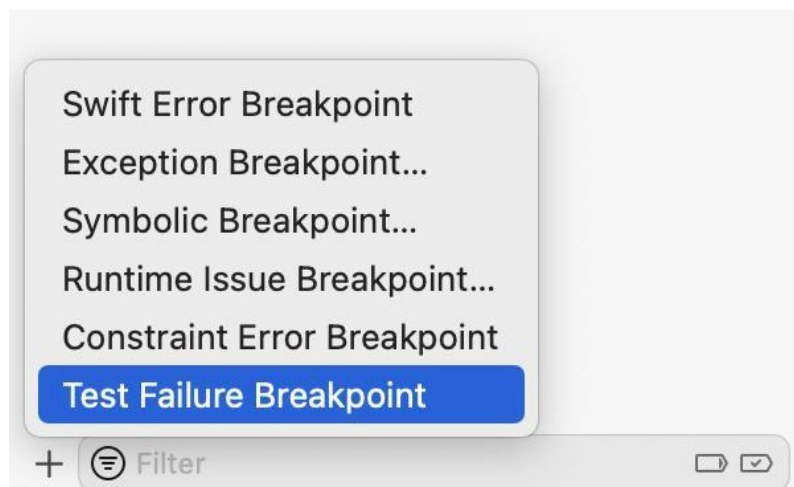 Swift Error Breakpoint
Exception Breakpoint...
Symbolic Breakpoint...
Runtime Issue Breakpoint...
Constraint Error Breakpoint
Test Failure Breakpoint
Filter